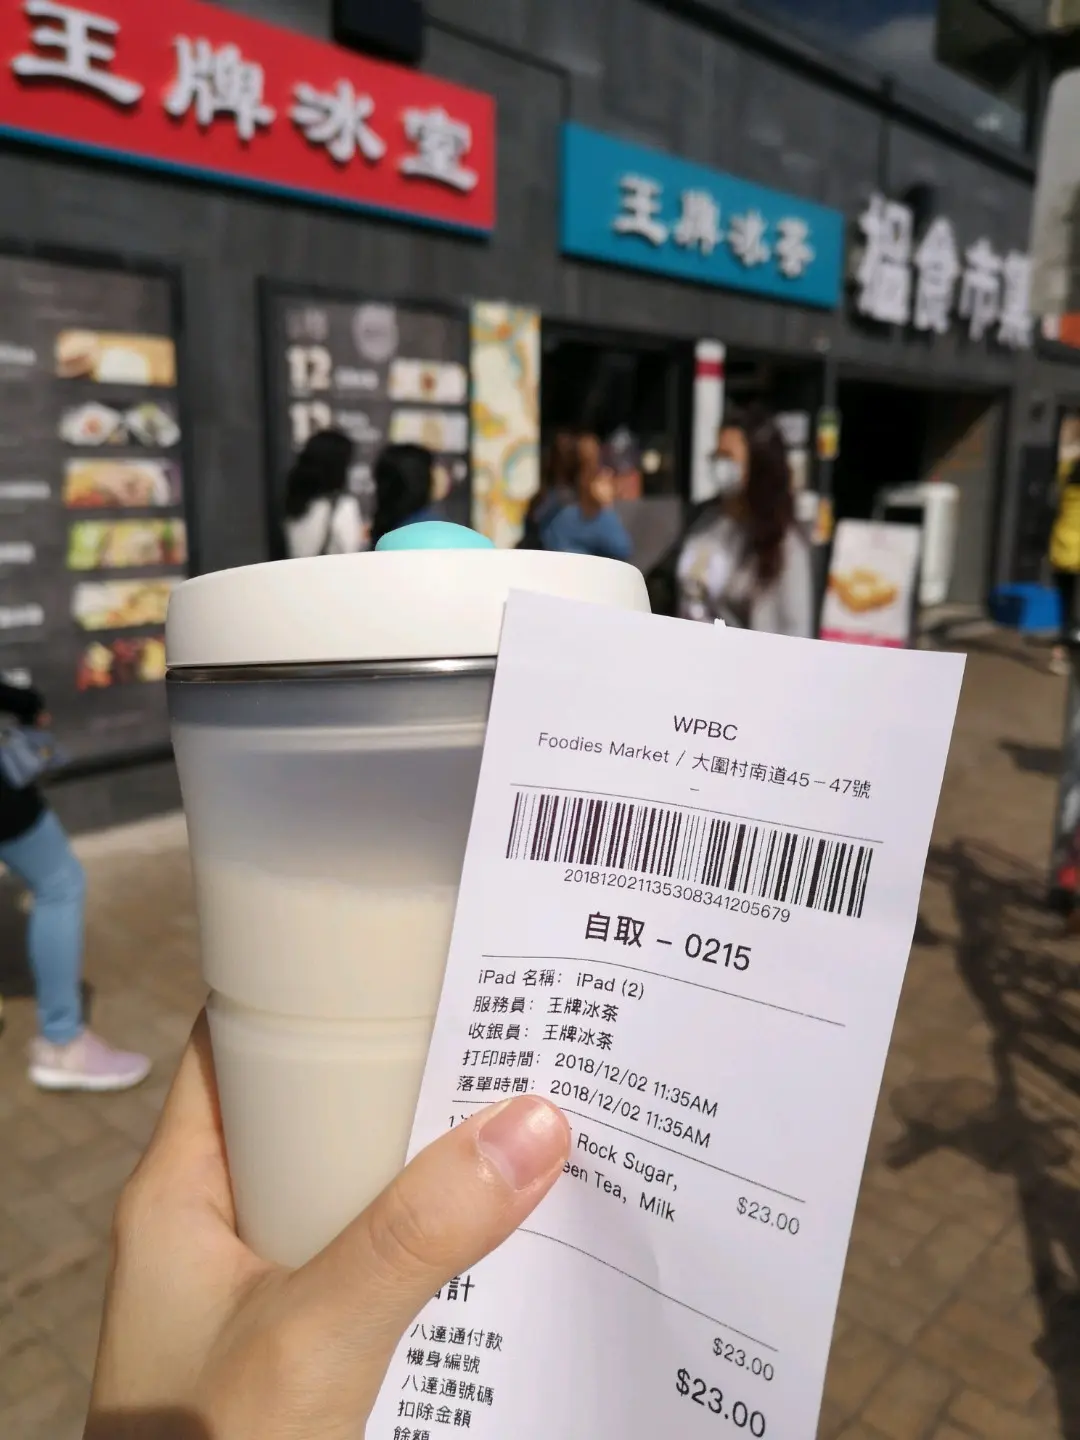 王牌冰室
王牌冰茶
食市集
12
12
WPBC
Foodies Market / 大圍村南道45-47號
-
201812021135308341205679
自取 - 0215
iPad 名稱： iPad (2)
服務員： 王牌冰茶
收銀員： 王牌冰茶
打印時間： 2018/12/02 11:35AM
落單時間： 2018/12/02 11:35AM
1 Rock Sugar,
Tea, Milk $23.00
計 $23.00
八達通付款 $23.00
機身編號
八達通號碼
扣除金額
餘額